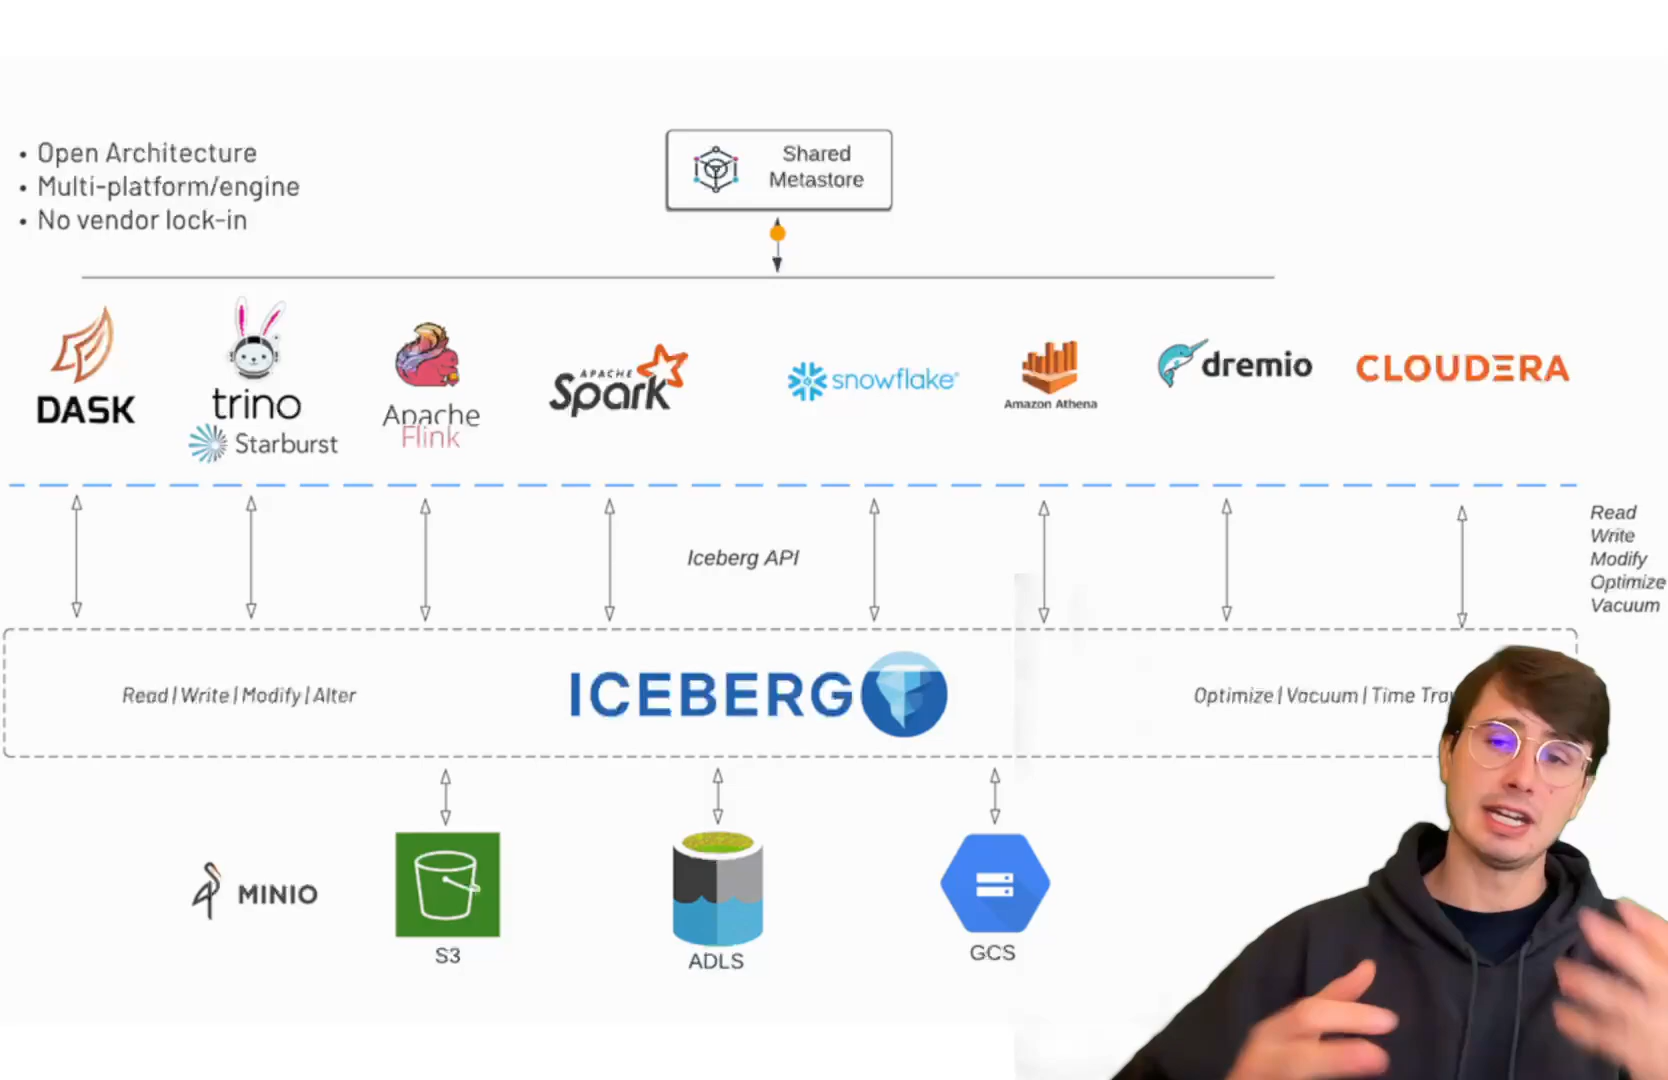 • Open Architecture
• Multi-platform/engine
• No vendor lock-in
Shared
Metastore
DASK
trino
Starburst
Apache
Flink
APACHE
Spark
snowflake
Amazon Athena
dremio
CLOUDERA
Iceberg API
Read
Write
Modify
Optimize
Vacuum
Read | Write | Modify | Alter
ICEBERG
Optimize | Vacuum | Time Tra
MINIO
S3
ADLS
GCS